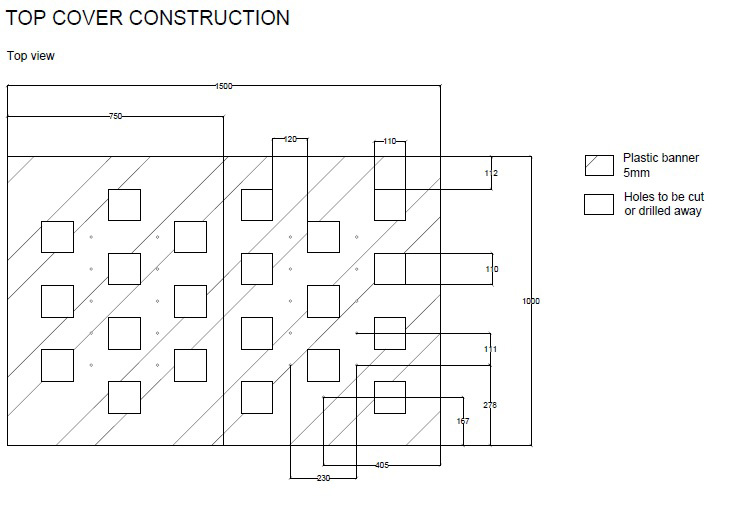 TOP COVER CONSTRUCTION
Top view
1500
750
120
110
112
Plastic banner
5mm
Holes to be cut
or drilled away
110
1000
111
278
167
405
230